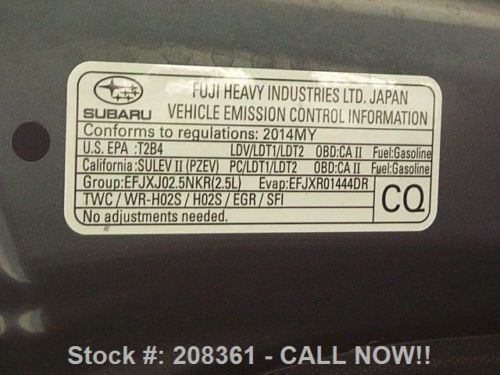 FUJI HEAVY INDUSTRIES LTD. JAPAN
SUBARU VEHICLE EMISSION CONTROL INFORMATION
Conforms to regulations: 2014MY
U.S. EPA :T2B4 LDV/LDT1/LDT2 OBD:CA II Fuel:Gasoline
California:SULEV II (PZEV) PC/LDT1/LDT2 OBD:CA II Fuel:Gasoline
Group:EFJXJ02.5NKR(2.5L) Evap:EFJXR01444DR
TWC / WR-HO2S / HO2S / EGR / SFI
CQ
No adjustments needed.
Stock #: 208361 - CALL NOW!!